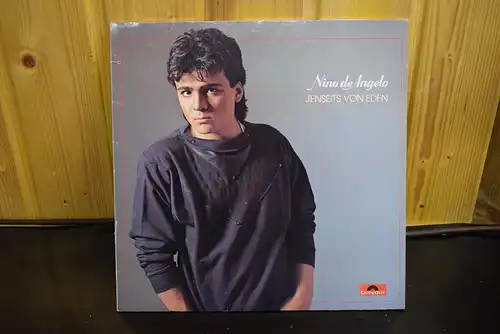 Nino de Angelo
JENSEITS VON EDEN
Polydor